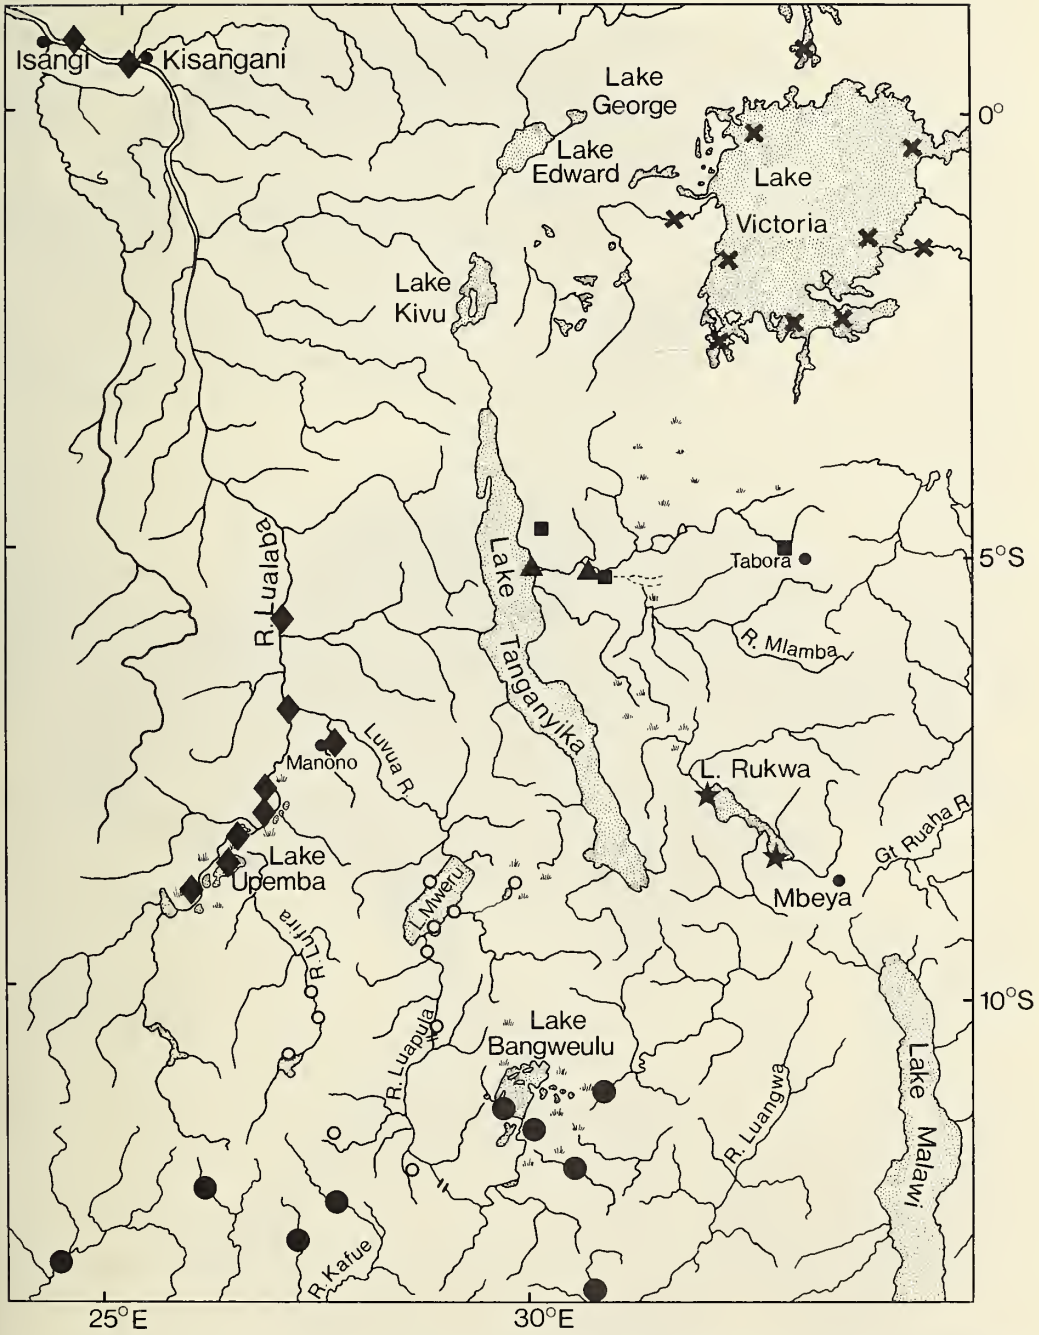 Isangi
Kisangani
Lake
George
0°
Lake
Edward
Lake
Victoria
Lake
Kivu
R. Lualaba
Lake
Tanganyika
Tabora
5°S
R. Mlamba
Manono
Luvua R.
L. Rukwa
Gt Ruaha R.
Mbeya
Lake
Upemba
L. Mweru
R. Lufira
R. Luapula
10°S
Lake
Bangweulu
R. Luangwa
Lake
Malawi
R. Kafue
25°E
30°E